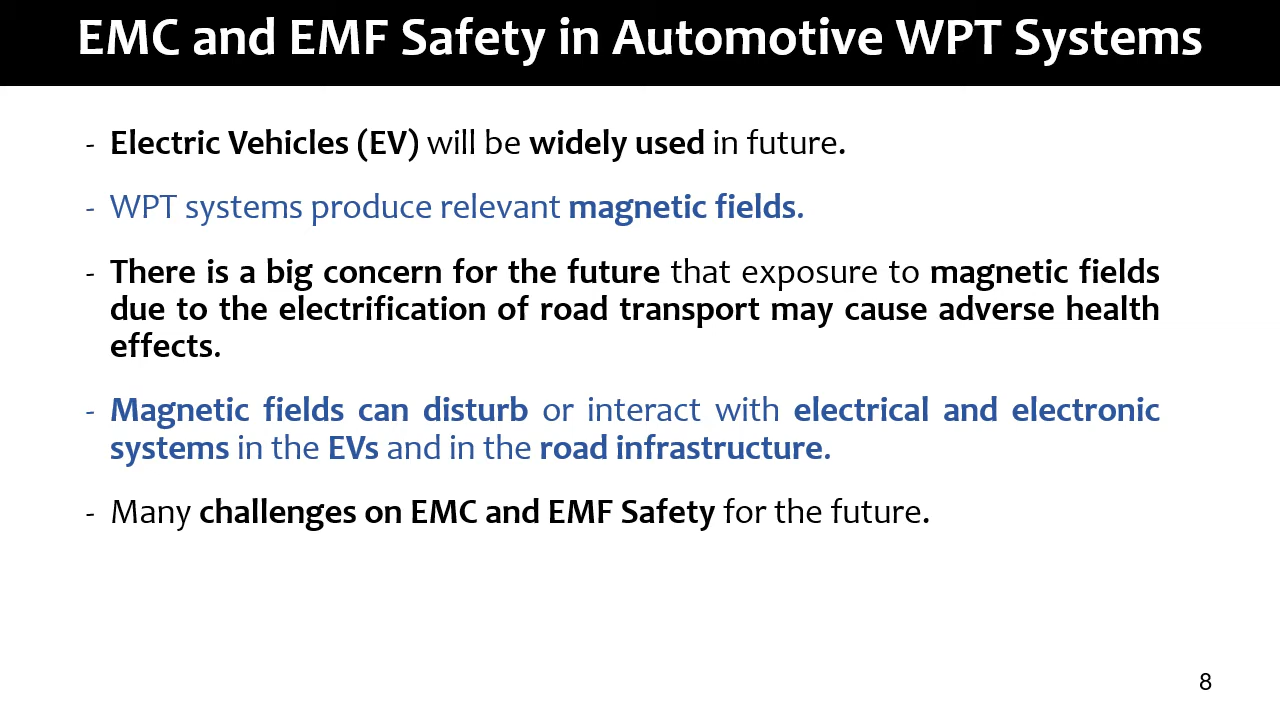 EMC and EMF Safety in Automotive WPT Systems
- Electric Vehicles (EV) will be widely used in future.
- WPT systems produce relevant magnetic fields.
- There is a big concern for the future that exposure to magnetic fields
due to the electrification of road transport may cause adverse health
effects.
- Magnetic fields can disturb or interact with electrical and electronic
systems in the EVs and in the road infrastructure.
- Many challenges on EMC and EMF Safety for the future.
8